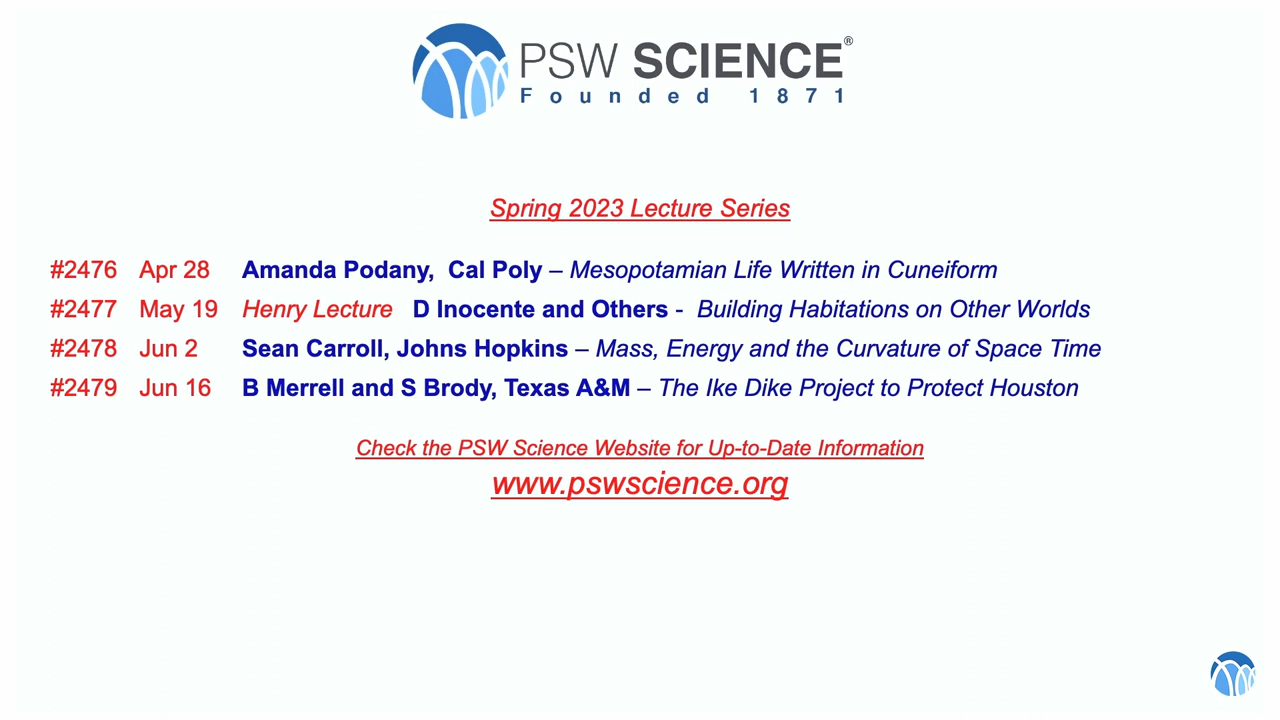 PSW SCIENCE®
Founded 1871
Spring 2023 Lecture Series
#2476 Apr 28 Amanda Podany, Cal Poly – Mesopotamian Life Written in Cuneiform
#2477 May 19 Henry Lecture D Inocente and Others - Building Habitations on Other Worlds
#2478 Jun 2 Sean Carroll, Johns Hopkins – Mass, Energy and the Curvature of Space Time
#2479 Jun 16 B Merrell and S Brody, Texas A&M – The Ike Dike Project to Protect Houston
Check the PSW Science Website for Up-to-Date Information
www.pswscience.org